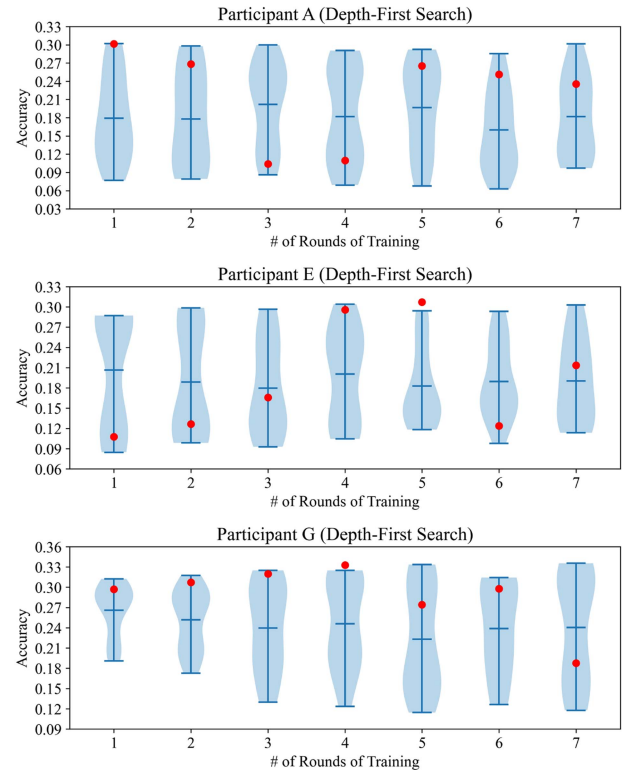 Participant A (Depth-First Search)
0.33
0.30
0.27
0.24
0.21
0.18
0.15
0.12
0.09
0.06
0.03
Accuracy
1 2 3 4 5 6 7
# of Rounds of Training
Participant E (Depth-First Search)
0.33
0.30
0.27
0.24
0.21
0.18
0.15
0.12
0.09
0.06
Accuracy
1 2 3 4 5 6 7
# of Rounds of Training
Participant G (Depth-First Search)
0.36
0.33
0.30
0.27
0.24
0.21
0.18
0.15
0.12
0.09
Accuracy
1 2 3 4 5 6 7
# of Rounds of Training